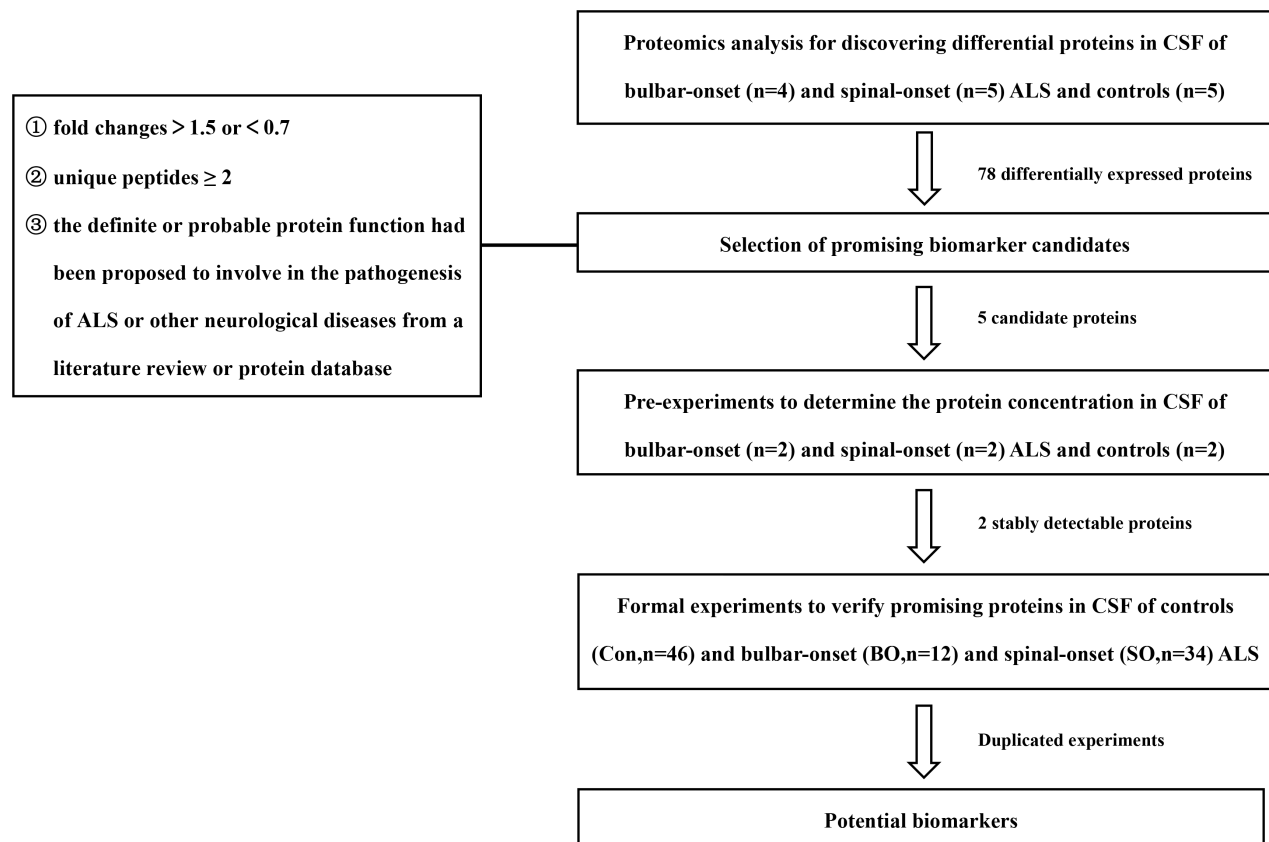 Proteomics analysis for discovering differential proteins in CSF of
bulbar-onset (n=4) and spinal-onset (n=5) ALS and controls (n=5)
78 differentially expressed proteins
① fold changes > 1.5 or < 0.7
② unique peptides ≥ 2
③ the definite or probable protein function had
been proposed to involve in the pathogenesis
of ALS or other neurological diseases from a
literature review or protein database
Selection of promising biomarker candidates
5 candidate proteins
Pre-experiments to determine the protein concentration in CSF of
bulbar-onset (n=2) and spinal-onset (n=2) ALS and controls (n=2)
2 stably detectable proteins
Formal experiments to verify promising proteins in CSF of controls
(Con,n=46) and bulbar-onset (BO,n=12) and spinal-onset (SO,n=34) ALS
Duplicated experiments
Potential biomarkers